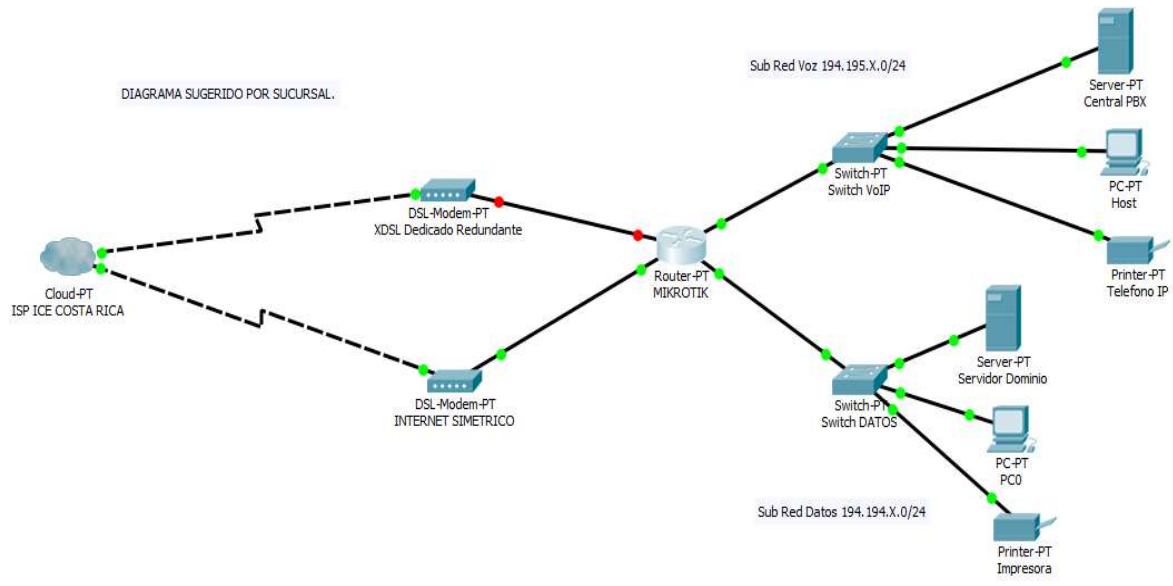 Sub Red Voz 194.195.X.0/24
DIAGRAMA SUGERIDO POR SUCURSAL.
Server-PT
Central PBX
Switch-PT
Switch VoIP
PC-PT
Host
DSL-Modem-PT
XDSL Dedicado Redundante
Router-PT
MIKROTIK
Printer-PT
Telefono IP
Cloud-PT
ISP ICE COSTA RICA
Server-PT
Servidor Dominio
DSL-Modem-PT
INTERNET SIMETRICO
Switch-PT
Switch DATOS
PC-PT
PC0
Sub Red Datos 194.194.X.0/24
Printer-PT
Impresora